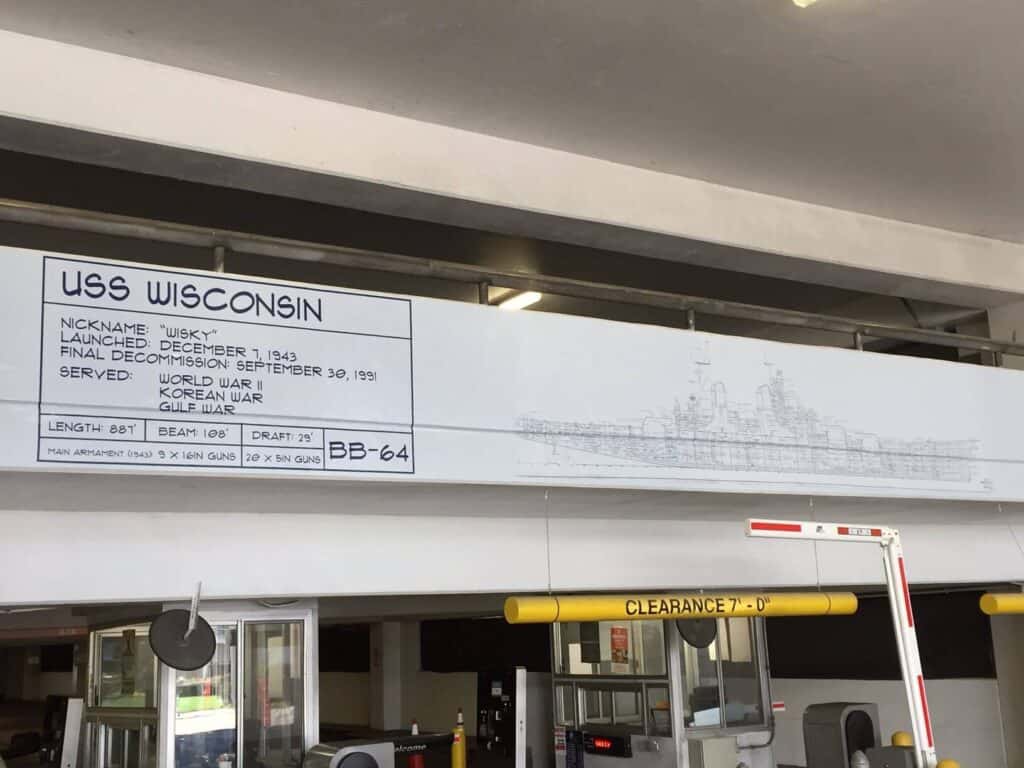 USS WISCONSIN
NICKNAME: "WISKY"
LAUNCHED: DECEMBER 7, 1943
FINAL DECOMMISSION: SEPTEMBER 30, 1991
SERVED: WORLD WAR II
KOREAN WAR
GULF WAR
LENGTH: 887' BEAM: 108' DRAFT: 29'
MAIN ARMAMENT (1943) 9 X 16IN GUNS 20 X 5IN GUNS BB-64
CLEARANCE 7' - 0"
elcome